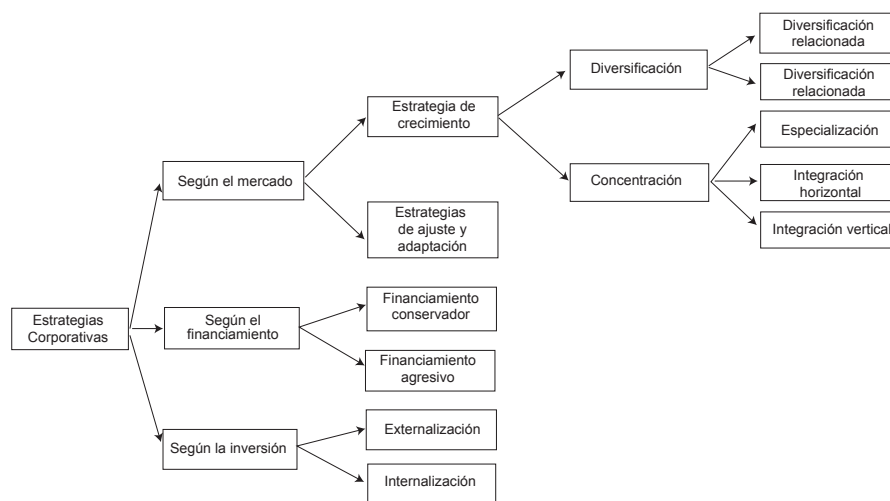 Diversificación
relacionada
Diversificación
Diversificación
relacionada
Estrategia de
crecimiento
Especialización
Según el mercado
Concentración
Integración
horizontal
Estrategias
de ajuste y
adaptación
Integración vertical
Estrategias
Corporativas
Según el
financiamiento
Financiamiento
conservador
Financiamiento
agresivo
Según la inversión
Externalización
Internalización